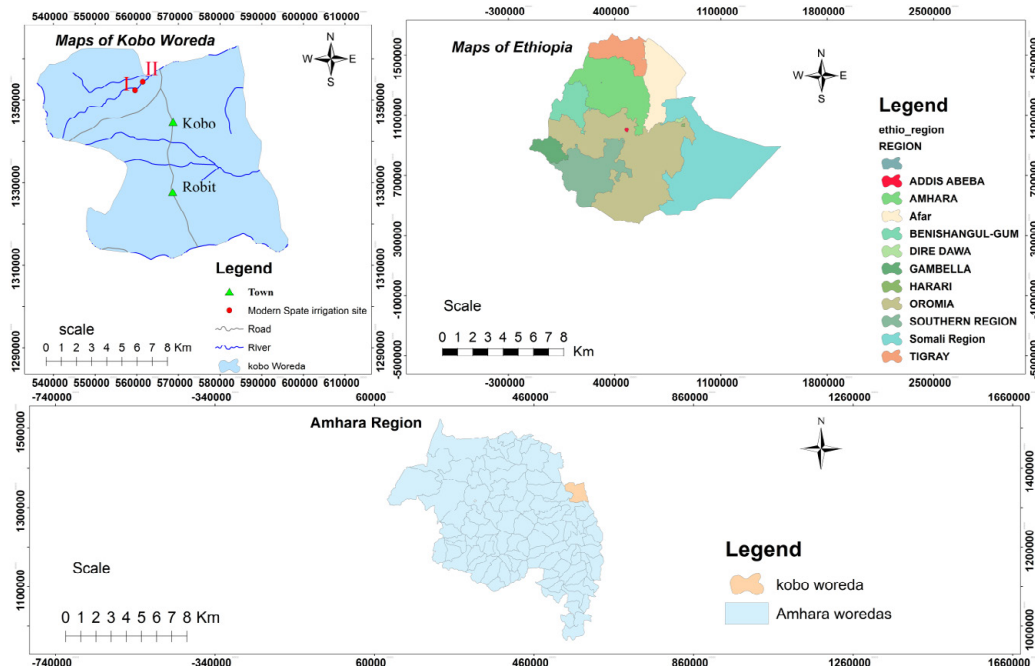 540000 550000 560000 570000 580000 590000 600000 610000
Maps of Kobo Woreda
N
W E
S
II
I
Kobo
Robit
1350000
1330000
1310000
1290000
1350000
1330000
1310000
1290000
Legend
Town
Modern Spate irrigation site
Road
River
kobo Woreda
scale
0 1 2 3 4 5 6 7 8 Km
540000 550000 560000 570000 580000 590000 600000 610000
-300000 400000 1100000 1800000 2500000
Maps of Ethiopia
N
W E
S
1500000
1100000
700000
300000
-100000
-500000
Legend
ethio_region
REGION
ADDIS ABEBA
AMHARA
Afar
BENISHANGUL-GUM
DIRE DAWA
GAMBELLA
HARARI
OROMIA
SOUTHERN REGION
Somali Region
TIGRAY
Scale
0 1 2 3 4 5 6 7 8
Km
-300000 400000 1100000 1800000 2500000
-740000 -340000 60000 460000 860000 1260000 1660000
Amhara Region
N
1500000
1300000
1100000
1400000
1200000
1000000
Legend
kobo woreda
Amhara woredas
Scale
0 1 2 3 4 5 6 7 8 Km
-740000 -340000 60000 460000 860000 1260000 1660000